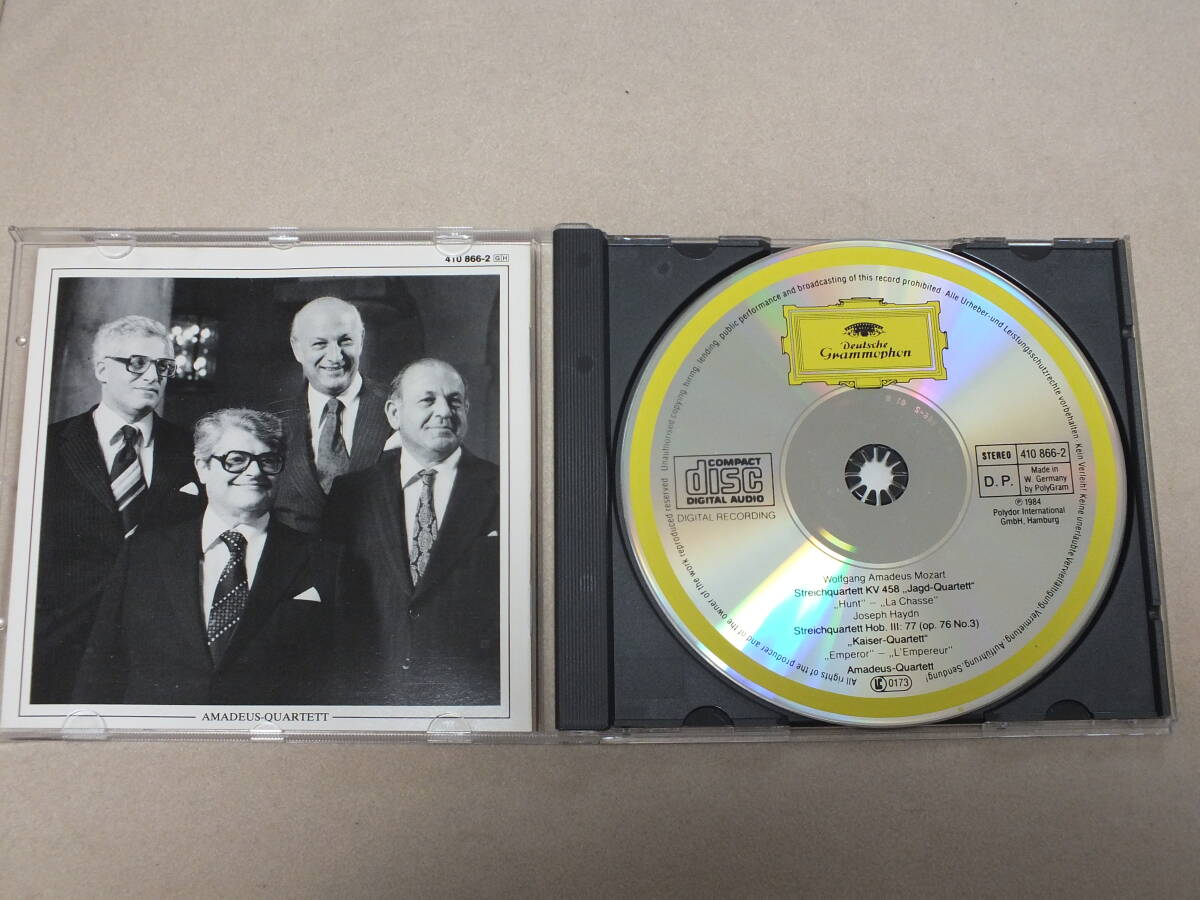 410 866-2 GH
AMADEUS-QUARTETT
All rights of the producer and of the owner of the work reproduced reserved Unauthorised copying, hiring, lending, public performance and broadcasting of this record prohibited Alle Urheber-und Leistungsschutzrechte vorbehalten Kein Verleih! Keine unerlaubte Vervielfältigung, Vermietung, Aufführung, Sendung!
Deutsche
Grammophon
COMPACT
disc
DIGITAL AUDIO
DIGITAL RECORDING
STEREO 410 866-2
D.P. Made in
W. Germany
by PolyGram
℗ 1984
Polydor International
GmbH, Hamburg
Wolfgang Amadeus Mozart
Streichquartett KV 458 „Jagd-Quartett“
„Hunt“ – „La Chasse“
Joseph Haydn
Streichquartett Hob. III: 77 (op. 76 No.3)
„Kaiser-Quartett“
„Emperor“ – „L'Empereur“
Amadeus-Quartett
LC 0173